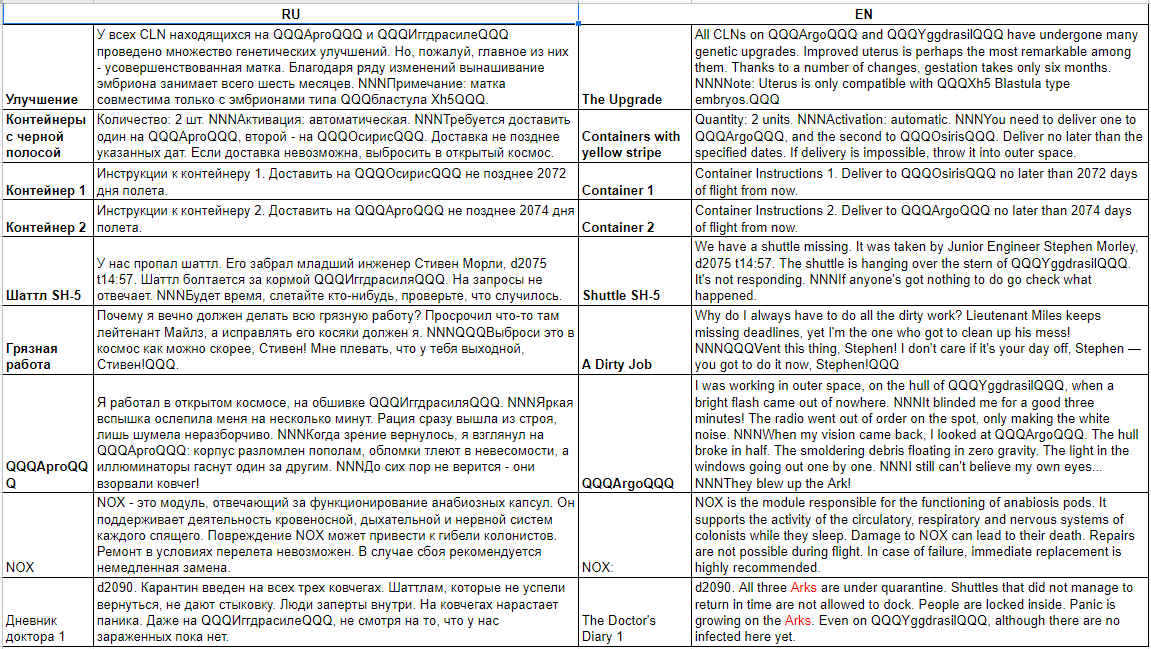 RU
EN
Улучшение
У всех CLN находящихся на QQQАргоQQQ и QQQИггдрасилеQQQ
проведено множество генетических улучшений. Но, пожалуй, главное из них
- усовершенствованная матка. Благодаря ряду изменений вынашивание
эмбриона занимает всего шесть месяцев. NNNПримечание: матка
совместима только с эмбрионами типа QQQбластула Xh5QQQ.
The Upgrade
All CLNs on QQQArgoQQQ and QQQYggdrasilQQQ have undergone many
genetic upgrades. Improved uterus is perhaps the most remarkable among
them. Thanks to a number of changes, gestation takes only six months.
NNNNote: Uterus is only compatible with QQQXh5 Blastula type
embryos.QQQ
Контейнеры
с черной
полосой
Количество: 2 шт. NNNАктивация: автоматическая. NNNТребуется доставить
один на QQQАргоQQQ, второй - на QQQОсирисQQQ. Доставка не позднее
указанных дат. Если доставка невозможна, выбросить в открытый космос.
Containers with
yellow stripe
Quantity: 2 units. NNNActivation: automatic. NNNYou need to deliver one to
QQQArgoQQQ, and the second to QQQOsirisQQQ. Deliver no later than the
specified dates. If delivery is impossible, throw it into outer space.
Контейнер 1
Инструкции к контейнеру 1. Доставить на QQQОсирисQQQ не позднее 2072
дня полета.
Container 1
Container Instructions 1. Deliver to QQQOsirisQQQ no later than 2072 days
of flight from now.
Контейнер 2
Инструкции к контейнеру 2. Доставить на QQQАргоQQQ не позднее 2074 дня
полета.
Container 2
Container Instructions 2. Deliver to QQQArgoQQQ no later than 2074 days
of flight from now.
Шаттл SH-5
У нас пропал шаттл. Его забрал младший инженер Стивен Морли, d2075
t14:57. Шаттл болтается за кормой QQQИггдрасиляQQQ. На запросы не
отвечает. NNNБудет время, слетайте кто-нибудь, проверьте, что случилось.
Shuttle SH-5
We have a shuttle missing. It was taken by Junior Engineer Stephen Morley,
d2075 t14:57. The shuttle is hanging over the stern of QQQYggdrasilQQQ.
It's not responding. NNNIf anyone's got nothing to do go check what
happened.
Грязная
работа
Почему я вечно должен делать всю грязную работу? Просрочил что-то там
лейтенант Майлз, а исправлять его косяки должен я. NNNQQQВыброси это в
космос как можно скорее, Стивен! Мне плевать, что у тебя выходной,
Стивен!QQQ.
A Dirty Job
Why do I always have to do all the dirty work? Lieutenant Miles keeps
missing deadlines, yet I'm the one who got to clean up his mess!
NNNQQQVent this thing, Stephen! I don't care if it's your day off, Stephen —
you got to do it now, Stephen!QQQ
QQQАргоQQ
Q
Я работал в открытом космосе, на обшивке QQQИггдрасиляQQQ. NNNЯркая
вспышка ослепила меня на несколько минут. Рация сразу вышла из строя,
лишь шумела неразборчиво. NNNКогда зрение вернулось, я взглянул на
QQQАргоQQQ: корпус разломлен пополам, обломки тлеют в невесомости, а
иллюминаторы гаснут один за другим. NNNДо сих пор не верится - они
взорвали ковчег!
QQQArgoQQQ
I was working in outer space, on the hull of QQQYggdrasilQQQ, when a
bright flash came out of nowhere. NNNIt blinded me for a good three
minutes! The radio went out of order on the spot, only making the white
noise. NNNWhen my vision came back, I looked at QQQArgoQQQ. The hull
broke in half. The smoldering debris floating in zero gravity. The light in the
windows going out one by one. NNNI still can't believe my own eyes...
NNNThey blew up the Ark!
NOX
NOX - это модуль, отвечающий за функционирование анабиозных капсул. Он
поддерживает деятельность кровеносной, дыхательной и нервной систем
каждого спящего. Повреждение NOX может привести к гибели колонистов.
Ремонт в условиях перелета невозможен. В случае сбоя рекомендуется
немедленная замена.
NOX:
NOX is the module responsible for the functioning of anabiosis pods. It
supports the activity of the circulatory, respiratory and nervous systems of
colonists while they sleep. Damage to NOX can lead to their death. Repairs
are not possible during flight. In case of failure, immediate replacement is
highly recommended.
Дневник
доктора 1
d2090. Карантин введен на всех трех ковчегах. Шаттлам, которые не успели
вернуться, не дают стыковку. Люди заперты внутри. На ковчегах нарастает
паника. Даже на QQQИггдрасилеQQQ, не смотря на то, что у нас
зараженных пока нет.
The Doctor's
Diary 1
d2090. All three Arks are under quarantine. Shuttles that did not manage to
return in time are not allowed to dock. People are locked inside. Panic is
growing on the Arks. Even on QQQYggdrasilQQQ, although there are no
infected here yet.